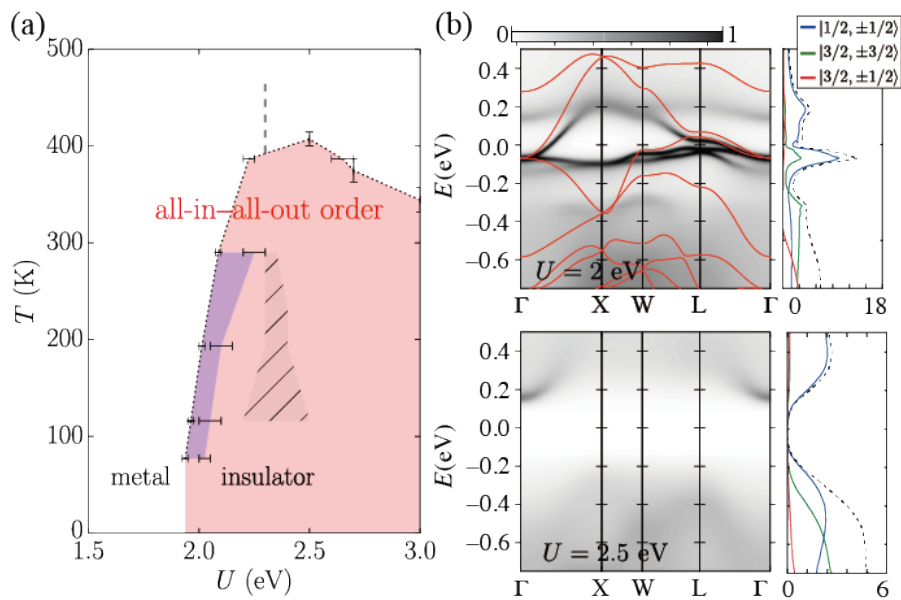 (a)
500
400
300
200
100
0
T (K)
all-in–all-out order
metal
insulator
1.5
2.0
2.5
3.0
U (eV)
(b)
0
1
|1/2, ±1/2⟩
|3/2, ±3/2⟩
|3/2, ±1/2⟩
E(eV)
0.4
0.2
0.0
−0.2
−0.4
−0.6
U = 2 eV
Γ
X
W
L
Γ
0
18
E(eV)
0.4
0.2
0.0
−0.2
−0.4
−0.6
U = 2.5 eV
Γ
X
W
L
Γ
0
6